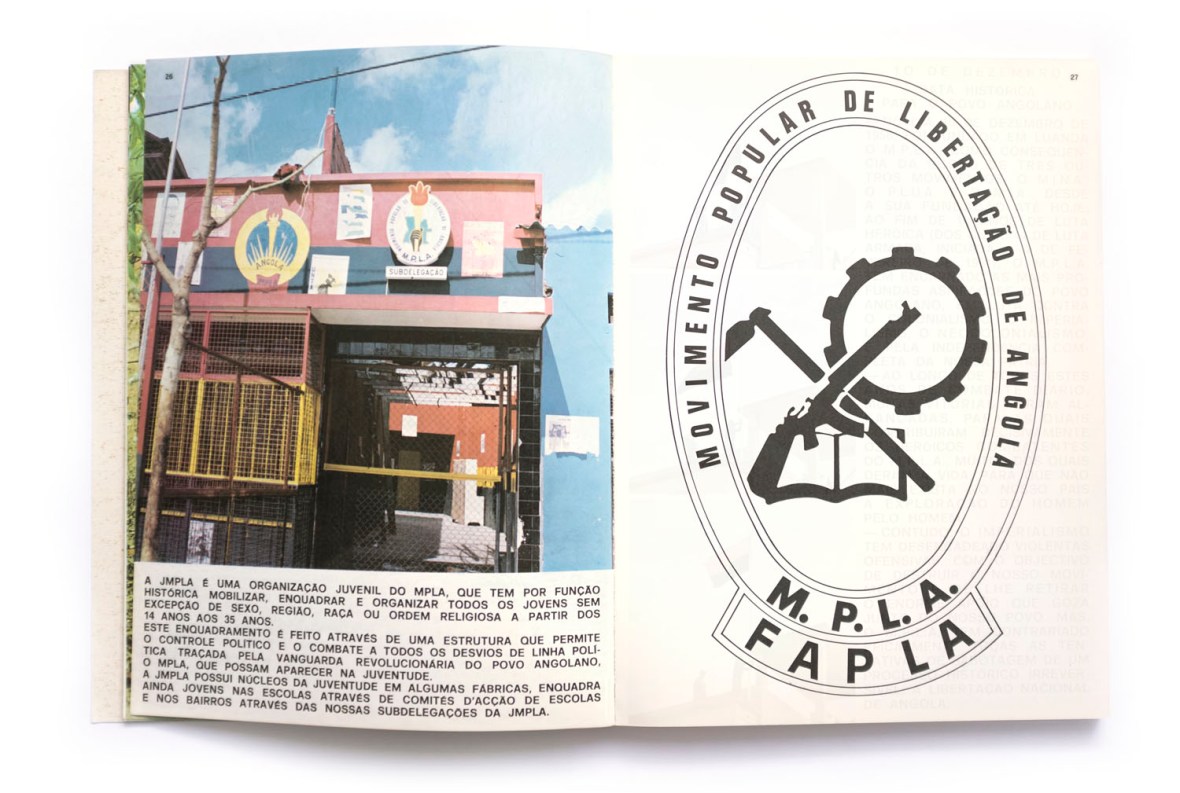 26
ANGOLA
M.P.L.A.
SUBDELEGAÇÃO
A JMPLA É UMA ORGANIZAÇÃO JUVENIL DO MPLA, QUE TEM POR FUNÇÃO
HISTÓRICA MOBILIZAR, ENQUADRAR E ORGANIZAR TODOS OS JOVENS SEM
EXCEPÇÃO DE SEXO, REGIAO, RAÇA OU ORDEM RELIGIOSA A PARTIR DOS
14 ANOS AOS 35 ANOS.
ESTE ENQUADRAMENTO É FEITO ATRAVÉS DE UMA ESTRUTURA QUE PERMITE
O CONTROLE POLÍTICO E O COMBATE A TODOS OS DESVIOS DE LINHA POLÍ-
TICA TRAÇADA PELA VANGUARDA REVOLUCIONÁRIA DO POVO ANGOLANO,
O MPLA, QUE POSSAM APARECER NA JUVENTUDE.
A JMPLA POSSUI NÚCLEOS DA JUVENTUDE EM ALGUMAS FÁBRICAS, ENQUADRA
AINDA JOVENS NAS ESCOLAS ATRAVÉS DE COMITÉS D'ACÇÃO DE ESCOLAS
E NOS BAIRROS ATRAVÉS DAS NOSSAS SUBDELEGAÇÕES DA JMPLA.
27
MOVIMENTO POPULAR DE LIBERTAÇÃO DE ANGOLA
M.P.L.A.
FAPLA